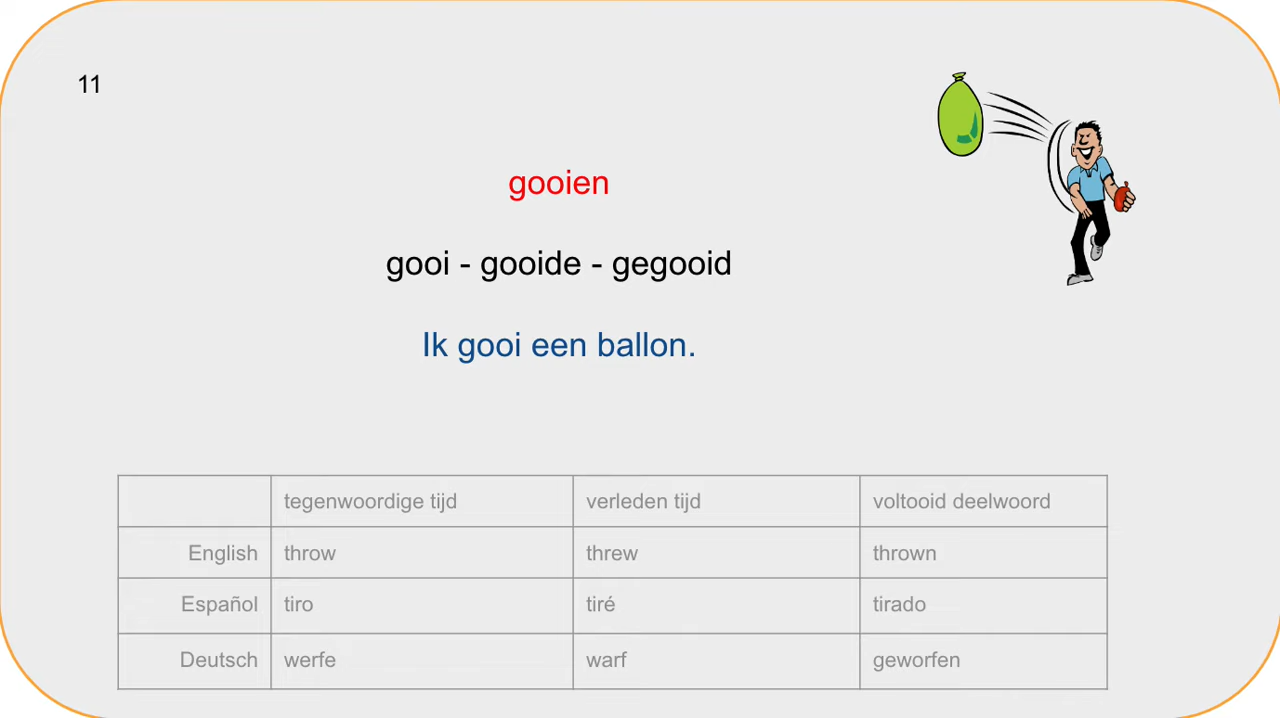 11
gooien
gooi - gooide - gegooid
Ik gooi een ballon.
tegenwoordige tijd verleden tijd voltooid deelwoord
English throw threw thrown
Español tiro tiré tirado
Deutsch werfe warf geworfen